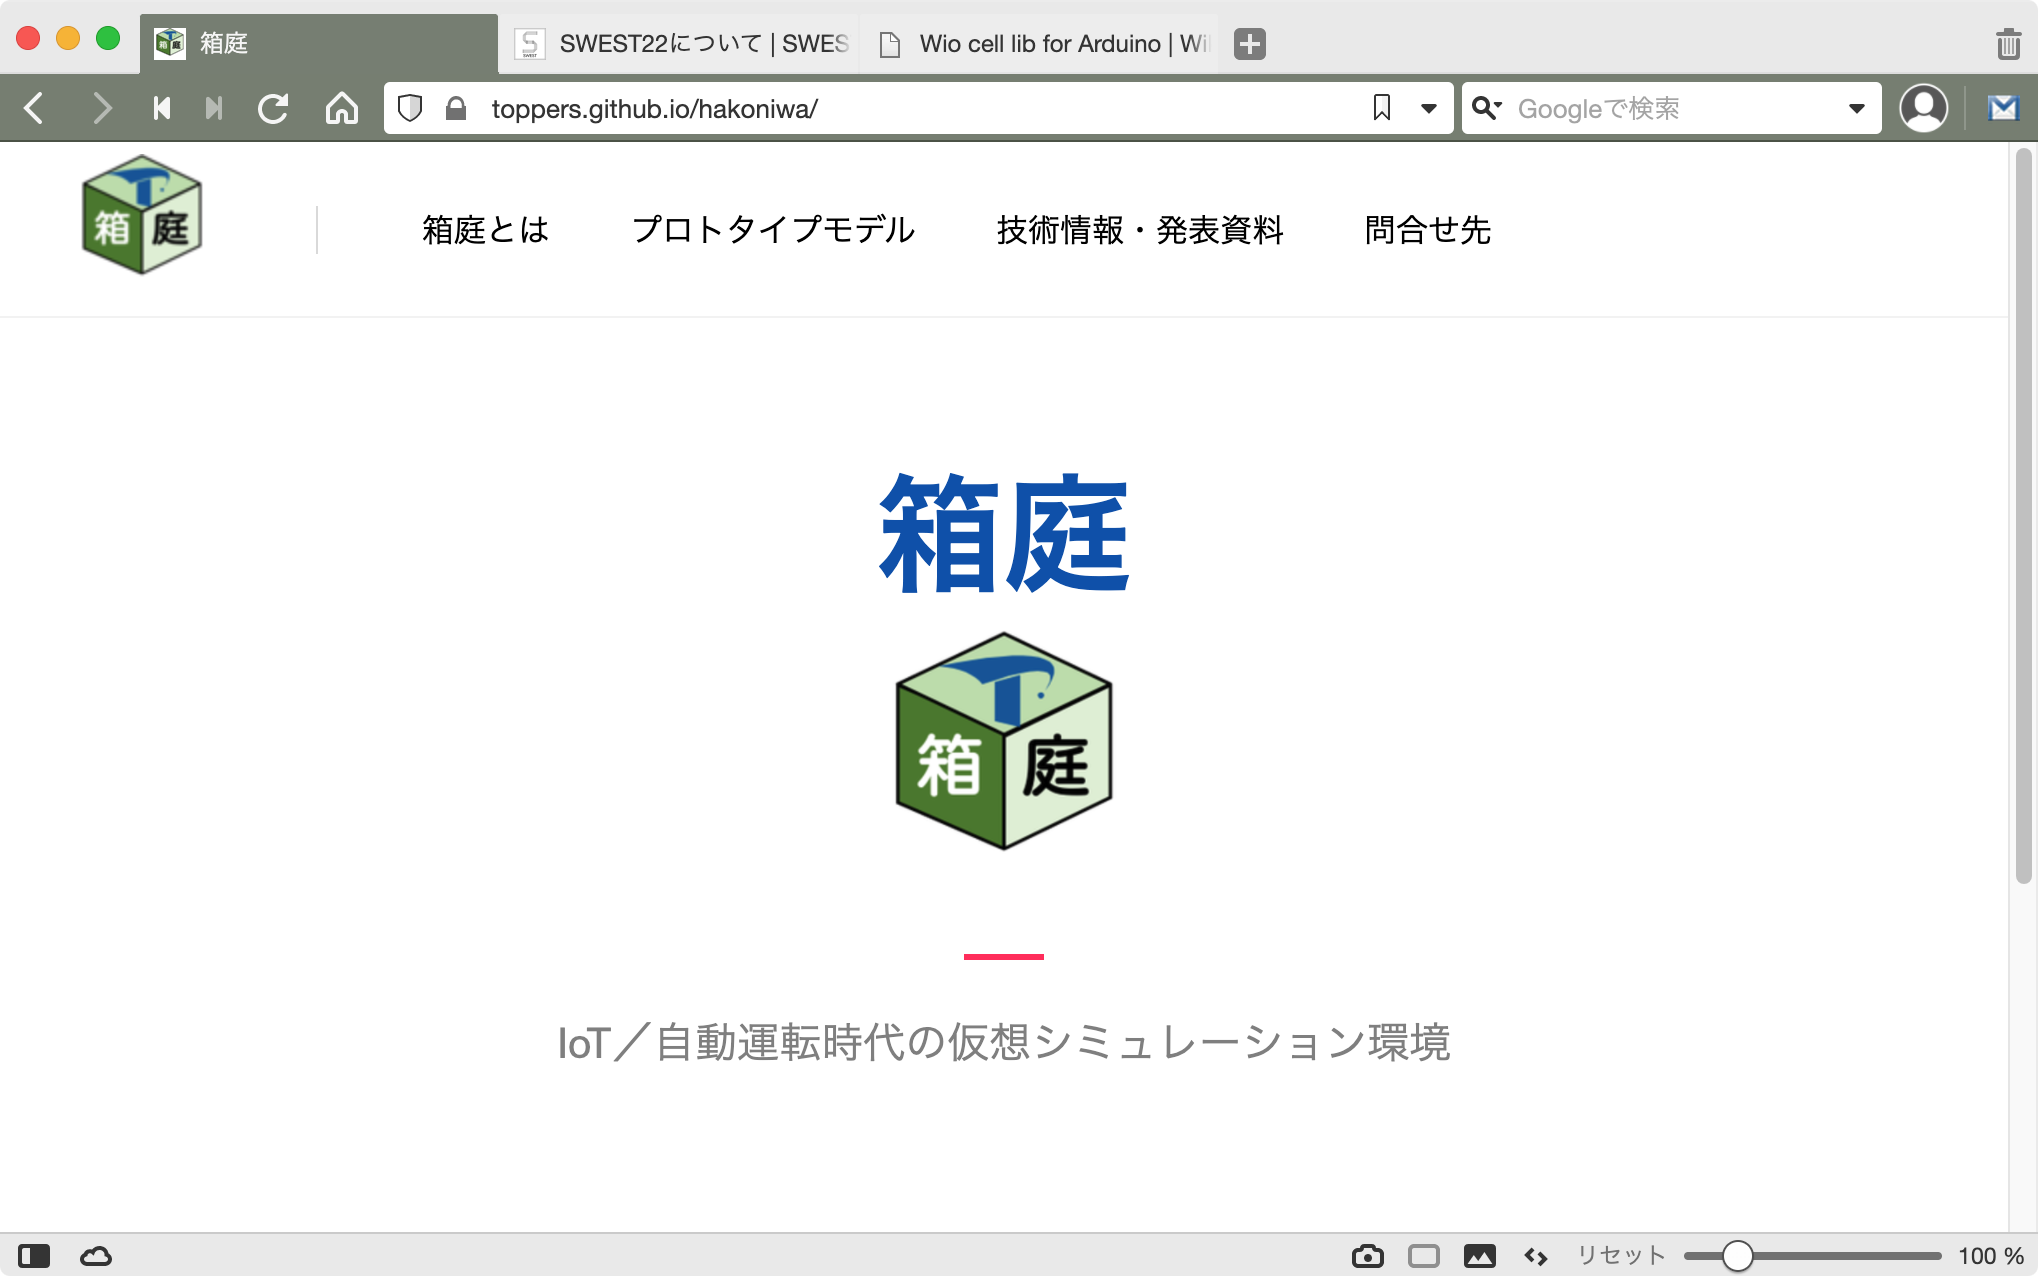 箱庭
SWEST22について | SWES
Wio cell lib for Arduino | Wi
toppers.github.io/hakoniwa/
Googleで検索
箱 庭
箱庭とは
プロトタイプモデル
技術情報・発表資料
問合せ先
箱庭
箱 庭
IoT／自動運転時代の仮想シミュレーション環境
リセット
100 %